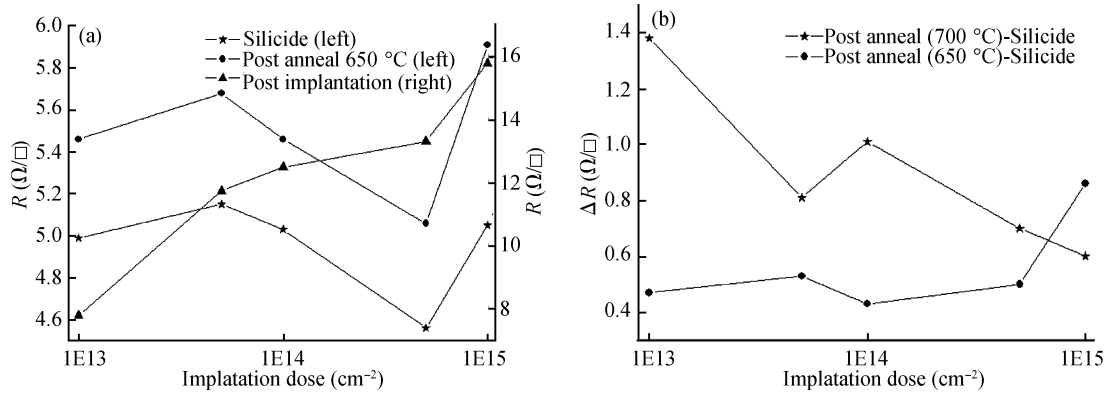 (a)
Silicide (left)
Post anneal 650 °C (left)
Post implantation (right)
6.0
5.8
5.6
5.4
5.2
5.0
4.8
4.6
R (Ω/□)
16
14
12
10
8
R (Ω/□)
1E13
1E14
1E15
Implatation dose (cm⁻²)
(b)
Post anneal (700 °C)-Silicide
Post anneal (650 °C)-Silicide
1.4
1.2
1.0
0.8
0.6
0.4
ΔR (Ω/□)
1E13
1E14
1E15
Implatation dose (cm⁻²)